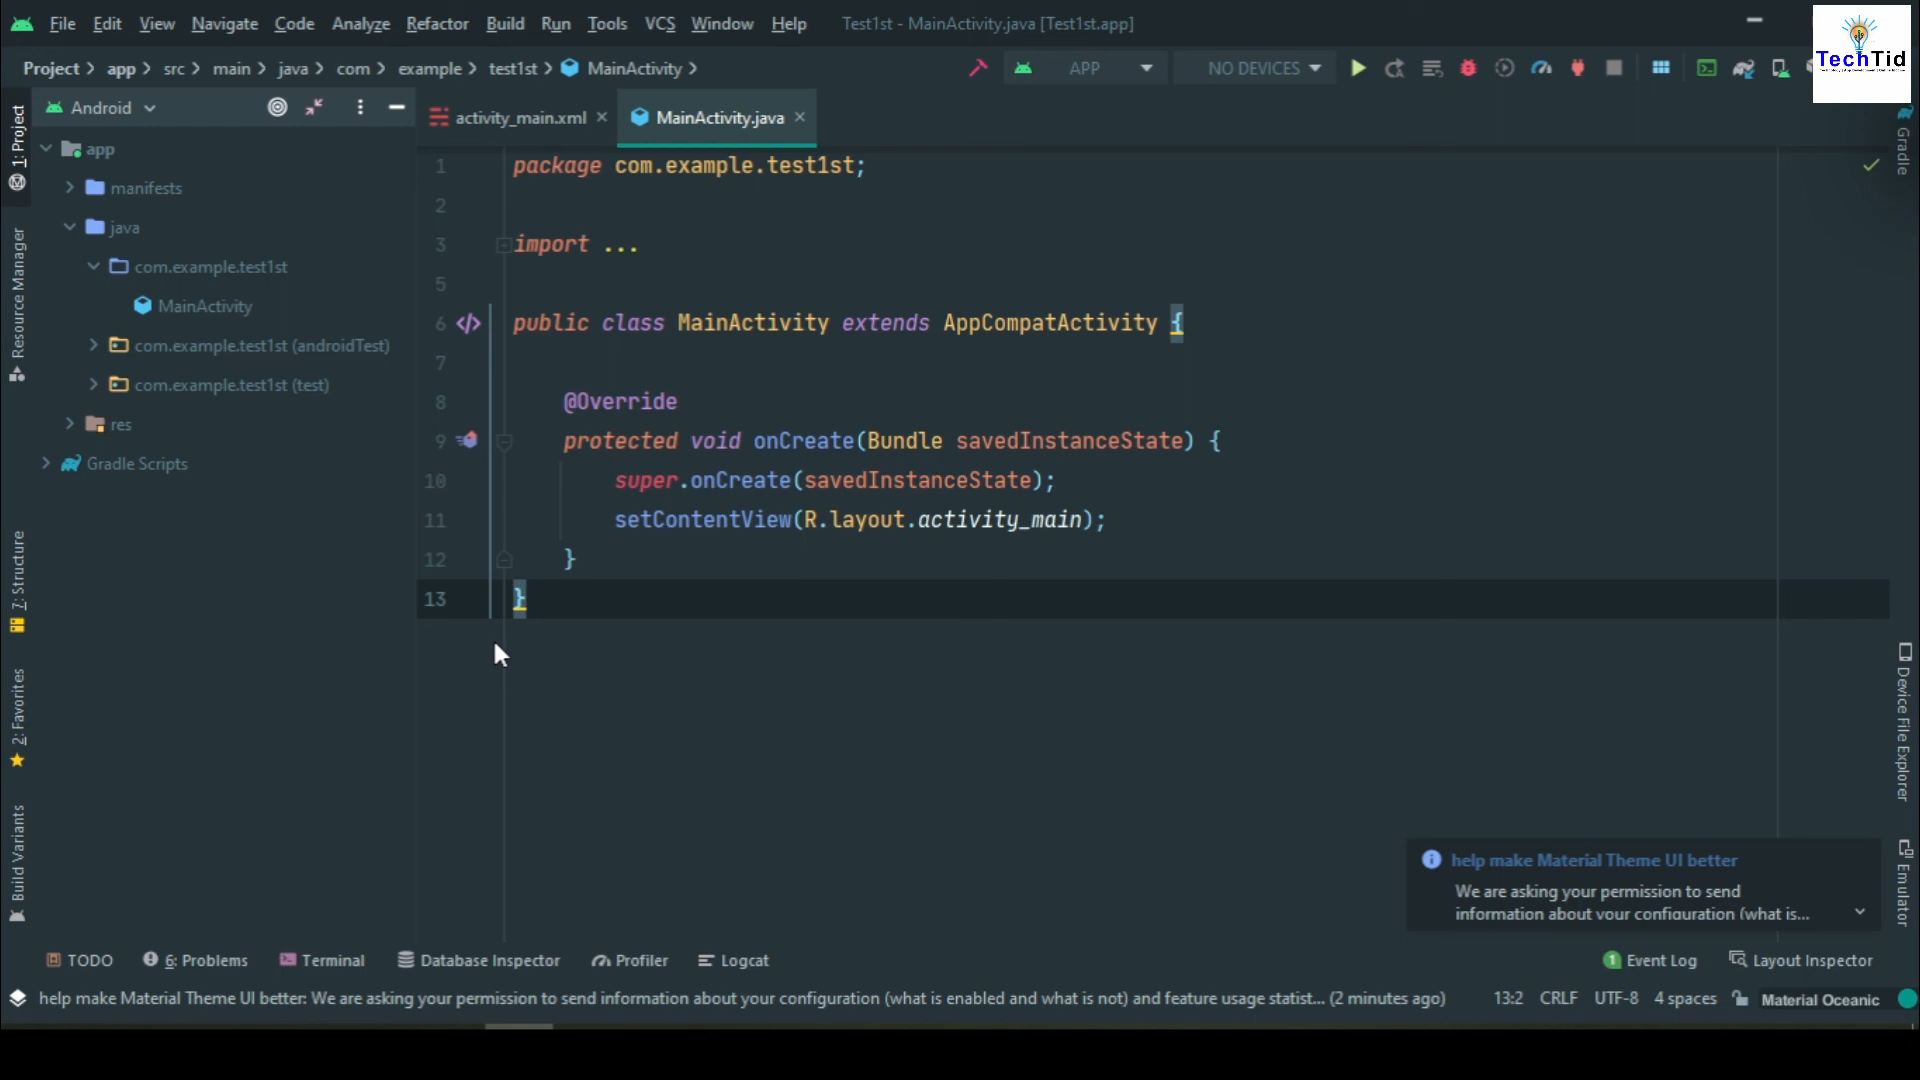 File Edit View Navigate Code Analyze Refactor Build Run Tools VCS Window Help Test1st - MainActivity.java [Test1st.app]
TechTid
Project app src main java com example test1st MainActivity APP NO DEVICES
1: Project
Resource Manager
7: Structure
2: Favorites
Build Variants
Android
app
manifests
java
com.example.test1st
MainActivity
com.example.test1st (androidTest)
com.example.test1st (test)
res
Gradle Scripts
activity_main.xml MainActivity.java
1 package com.example.test1st;
2
3 import ...
5
6 public class MainActivity extends AppCompatActivity {
7
8 @Override
9 protected void onCreate(Bundle savedInstanceState) {
10 super.onCreate(savedInstanceState);
11 setContentView(R.layout.activity_main);
12 }
13 }
Gradle
Device File Explorer
Emulator
help make Material Theme UI better
We are asking your permission to send
information about your configuration (what is...
TODO 6: Problems Terminal Database Inspector Profiler Logcat 1 Event Log Layout Inspector
help make Material Theme UI better: We are asking your permission to send information about your configuration (what is enabled and what is not) and feature usage statist... (2 minutes ago) 13:2 CRLF UTF-8 4 spaces Material Oceanic